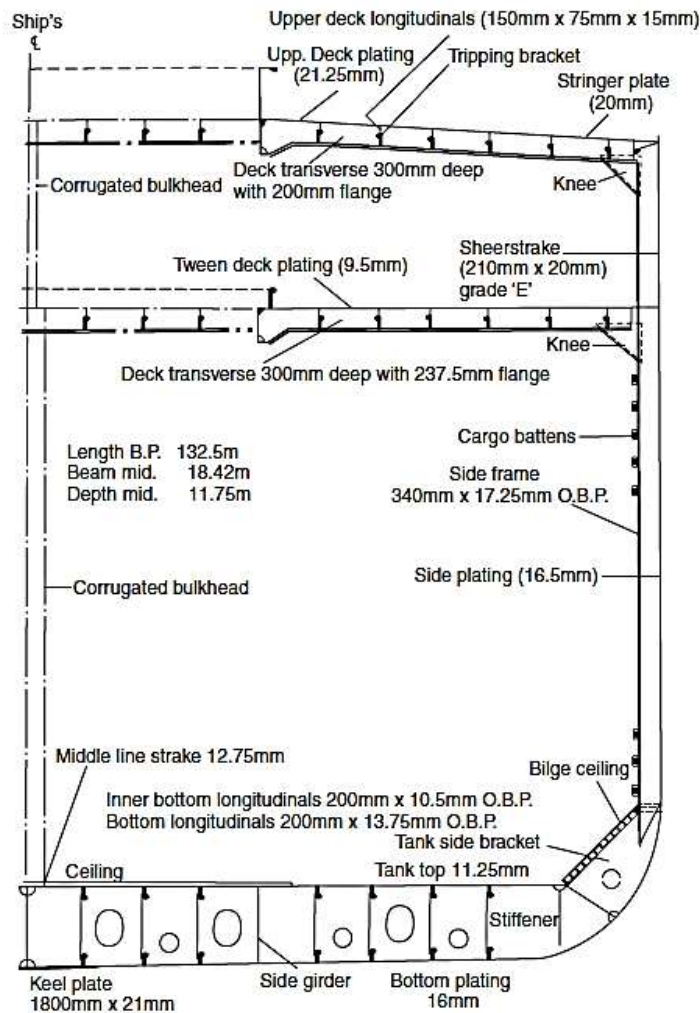 Ship's
℄
Upper deck longitudinals (150mm x 75mm x 15mm)
Upp. Deck plating
(21.25mm)
Tripping bracket
Stringer plate
(20mm)
Corrugated bulkhead
Deck transverse 300mm deep
with 200mm flange
Knee
Sheerstrake
(210mm x 20mm)
grade 'E'
Tween deck plating (9.5mm)
Knee
Deck transverse 300mm deep with 237.5mm flange
Length B.P. 132.5m
Beam mid. 18.42m
Depth mid. 11.75m
Cargo battens
Side frame
340mm x 17.25mm O.B.P.
Corrugated bulkhead
Side plating (16.5mm)
Middle line strake 12.75mm
Bilge ceiling
Inner bottom longitudinals 200mm x 10.5mm O.B.P.
Bottom longitudinals 200mm x 13.75mm O.B.P.
Tank side bracket
Ceiling
Tank top 11.25mm
Stiffener
Keel plate
1800mm x 21mm
Side girder
Bottom plating
16mm